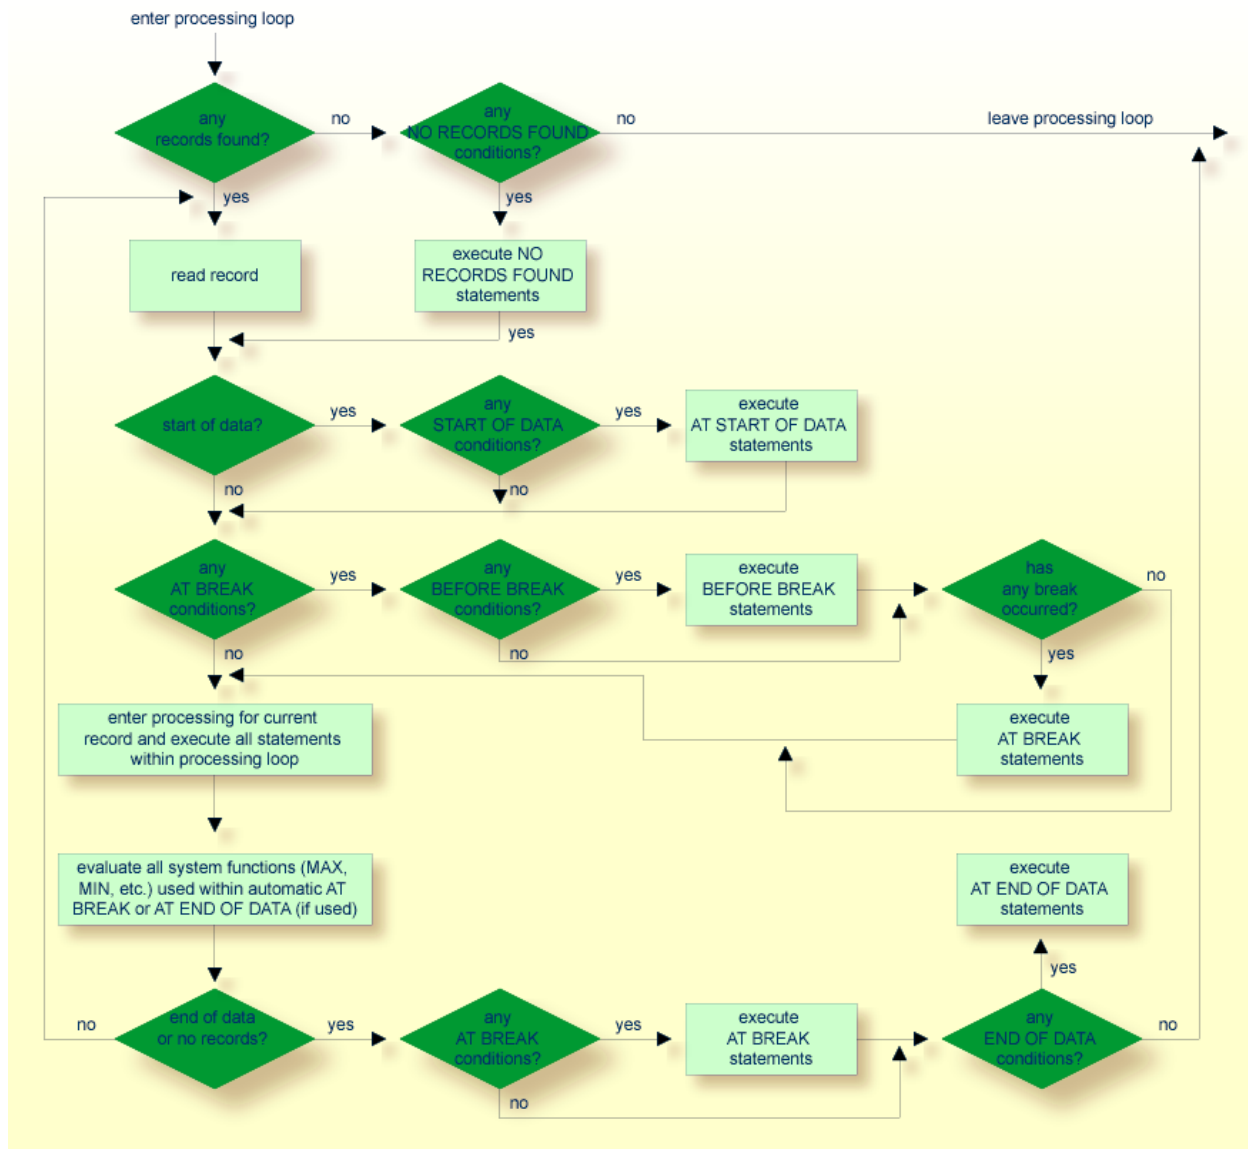 enter processing loop
any
records found?
no
any
NO RECORDS FOUND
conditions?
no
leave processing loop
yes
yes
read record
execute NO
RECORDS FOUND
statements
yes
start of data?
yes
any
START OF DATA
conditions?
yes
execute
AT START OF DATA
statements
no
no
any
AT BREAK
conditions?
yes
any
BEFORE BREAK
conditions?
yes
execute
BEFORE BREAK
statements
has
any break
occurred?
no
no
no
yes
enter processing for current
record and execute all statements
within processing loop
execute
AT BREAK
statements
evaluate all system functions (MAX,
MIN, etc.) used within automatic AT
BREAK or AT END OF DATA (if used)
execute
AT END OF DATA
statements
yes
no
end of data
or no records?
yes
any
AT BREAK
conditions?
yes
execute
AT BREAK
statements
any
END OF DATA
conditions?
no
no